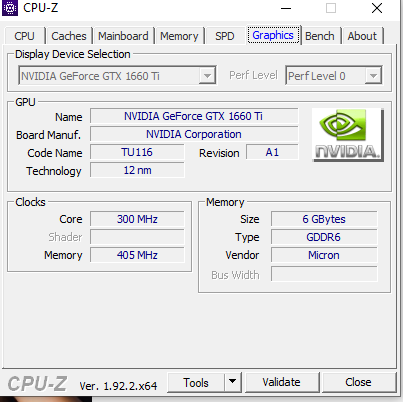 CPU-Z
CPU Caches Mainboard Memory SPD Graphics Bench About
Display Device Selection
NVIDIA GeForce GTX 1660 Ti Perf Level Perf Level 0
GPU
Name NVIDIA GeForce GTX 1660 Ti
Board Manuf. NVIDIA Corporation
Code Name TU116 Revision A1
Technology 12 nm
NVIDIA.
Clocks
Core 300 MHz
Shader
Memory 405 MHz
Memory
Size 6 GBytes
Type GDDR6
Vendor Micron
Bus Width
CPU-Z Ver. 1.92.2.x64 Tools Validate Close